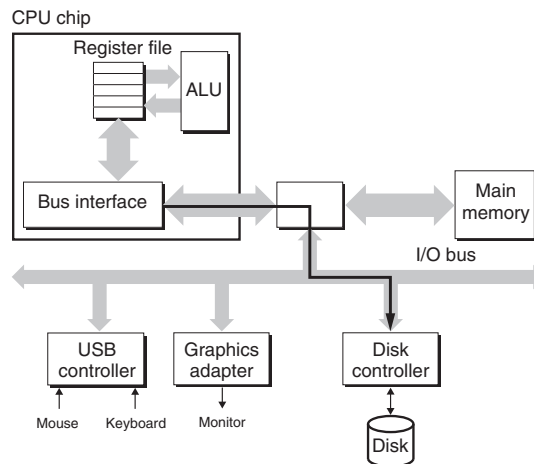 CPU chip
Register file
ALU
Bus interface
Main
memory
I/O bus
USB
controller
Graphics
adapter
Disk
controller
Mouse
Keyboard
Monitor
Disk